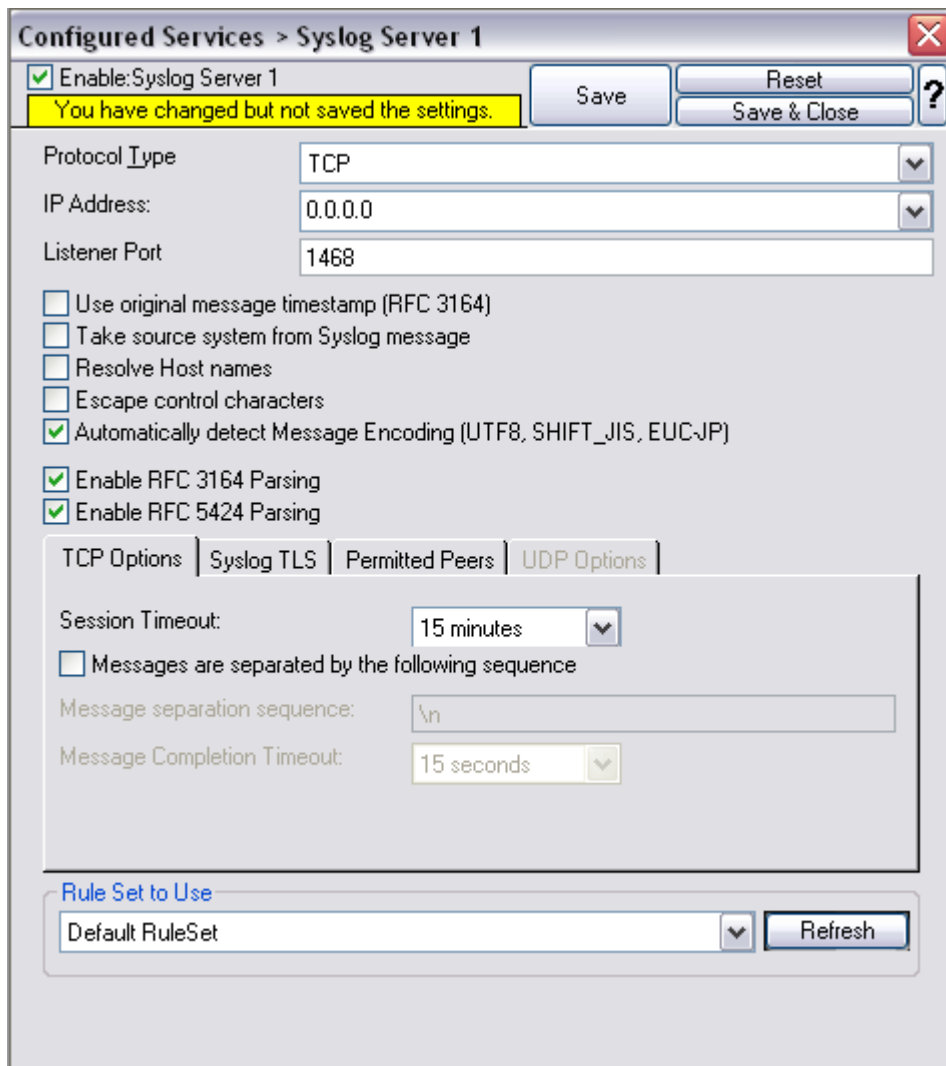 Configured Services > Syslog Server 1
Enable:Syslog Server 1
You have changed but not saved the settings.
Save
Reset
Save & Close
?
Protocol Type
TCP
IP Address:
0.0.0.0
Listener Port
1468
Use original message timestamp (RFC 3164)
Take source system from Syslog message
Resolve Host names
Escape control characters
Automatically detect Message Encoding (UTF8, SHIFT_JIS, EUC-JP)
Enable RFC 3164 Parsing
Enable RFC 5424 Parsing
TCP Options Syslog TLS Permitted Peers UDP Options
Session Timeout:
15 minutes
Messages are separated by the following sequence
Message separation sequence:
\n
Message Completion Timeout:
15 seconds
Rule Set to Use
Default RuleSet
Refresh